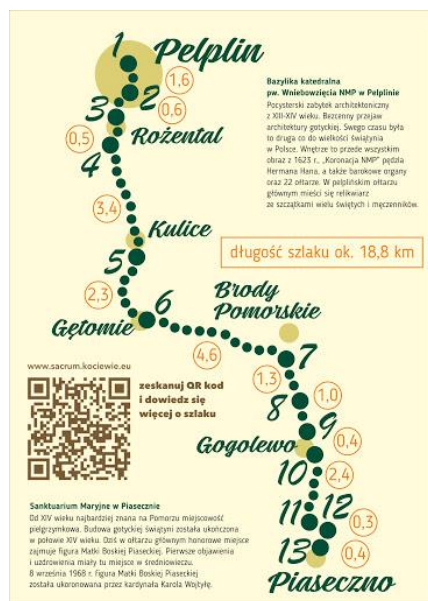 1
Pelplin
1,6
2
0,6
3
Rożental
0,5
4
Bazylika katedralna
pw. Wniebowzięcia NMP w Pelplinie
Pocysterski zabytek architektoniczny
z XIII-XIV wieku. Bezcenny przejaw
architektury gotyckiej. Swego czasu była
to druga co do wielkości świątynia
w Polsce. Wnętrze to przede wszystkim
obraz z 1623 r., „Koronacja NMP" pędzla
Hermana Hana, a także barokowe organy
oraz 22 ołtarze. W pelplińskim ołtarzu
głównym mieści się relikwiarz
ze szczątkami wielu świętych i męczenników.
3,4
Kulice
5
długość szlaku ok. 18,8 km
2,3
6
Gętomie
Brody
Pomorskie
4,6
7
www.sacrum.kociewie.eu
zeskanuj QR kod
i dowiedz się
więcej o szlaku
1,3
8
1,0
9
Gogolewo
0,4
10
2,4
11
12
0,3
13
0,4
Piaseczno
Sanktuarium Maryjne w Piasecznie
Od XIV wieku najbardziej znana na Pomorzu miejscowość
pielgrzymkowa. Budowa gotyckiej świątyni została ukończona
w połowie XIV wieku. Dziś w ołtarzu głównym honorowe miejsce
zajmuje figura Matki Boskiej Piaseckiej. Pierwsze objawienia
i uzdrowienia miały tu miejsce w średniowieczu.
8 września 1968 r. figura Matki Boskiej Piaseckiej
została ukoronowana przez kardynała Karola Wojtyłę.